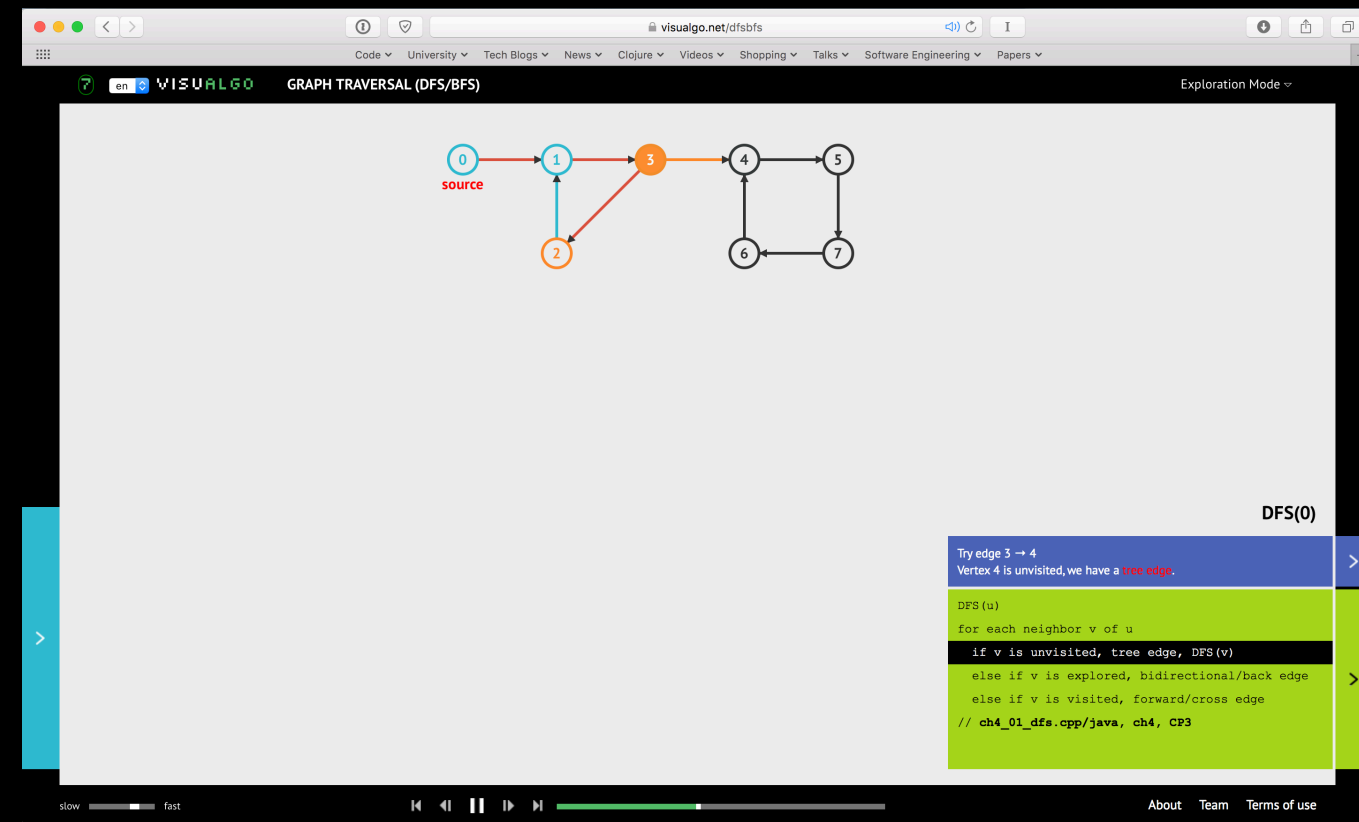 visualgo.net/dfsbfs
Code University Tech Blogs News Clojure Videos Shopping Talks Software Engineering Papers
7 en VISUALGO GRAPH TRAVERSAL (DFS/BFS) Exploration Mode
0 1 3 4 5
source
2 6 7
DFS(0)
Try edge 3 → 4
Vertex 4 is unvisited, we have a tree edge.
DFS(u)
for each neighbor v of u
if v is unvisited, tree edge, DFS(v)
else if v is explored, bidirectional/back edge
else if v is visited, forward/cross edge
// ch4_01_dfs.cpp/java, ch4, CP3
slow fast About Team Terms of use